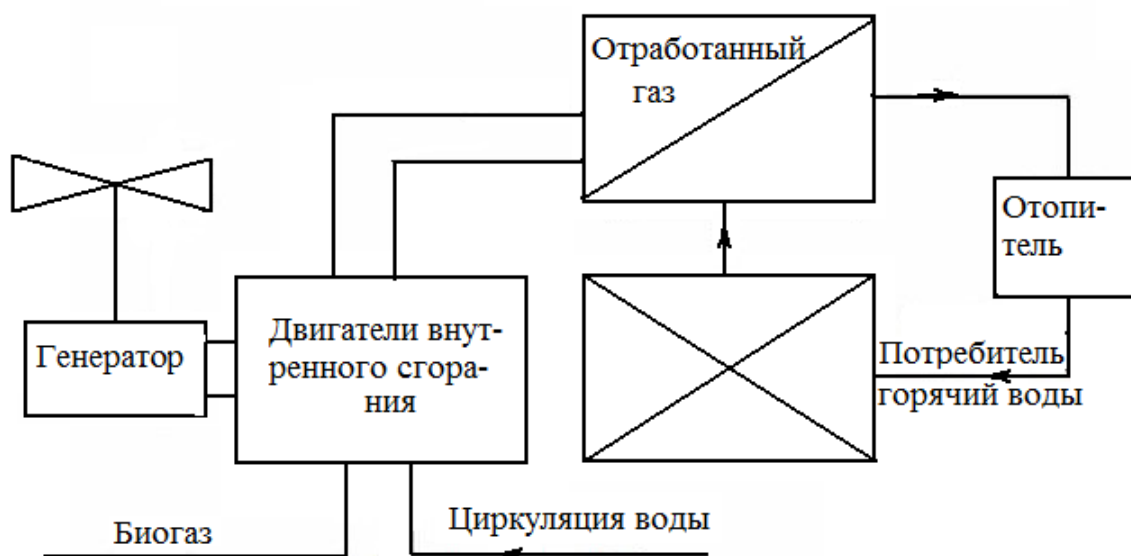 Отработанный
газ
Отопи-
тель
Генератор
Двигатели внут-
ренного сгора-
ния
Потребитель
горячий воды
Биогаз
Циркуляция воды